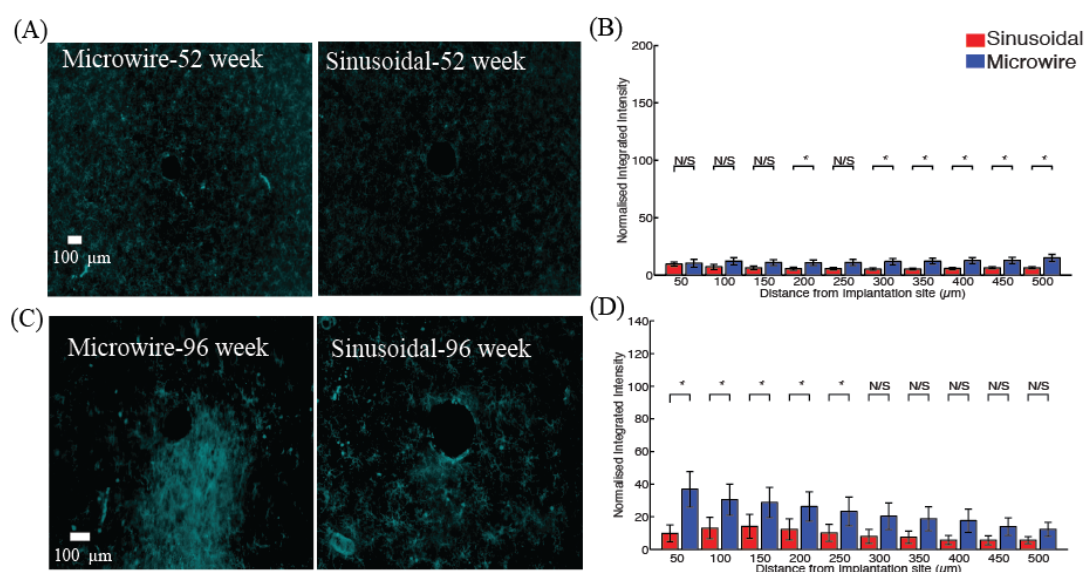 (A)
Microwire-52 week
Sinusoidal-52 week
100 μm
(B)
Sinusoidal
Microwire
Normalised Integrated Intensity
200
150
100
50
0
N/S N/S N/S * N/S * * * * *
50 100 150 200 250 300 350 400 450 500
Distance from Implantation site (μm)
(C)
Microwire-96 week
Sinusoidal-96 week
100 μm
(D)
Normalised Integrated Intensity
140
120
100
80
60
40
20
0
* * * * * N/S N/S N/S N/S N/S
50 100 150 200 250 300 350 400 450 500
Distance from Implantation site (μm)